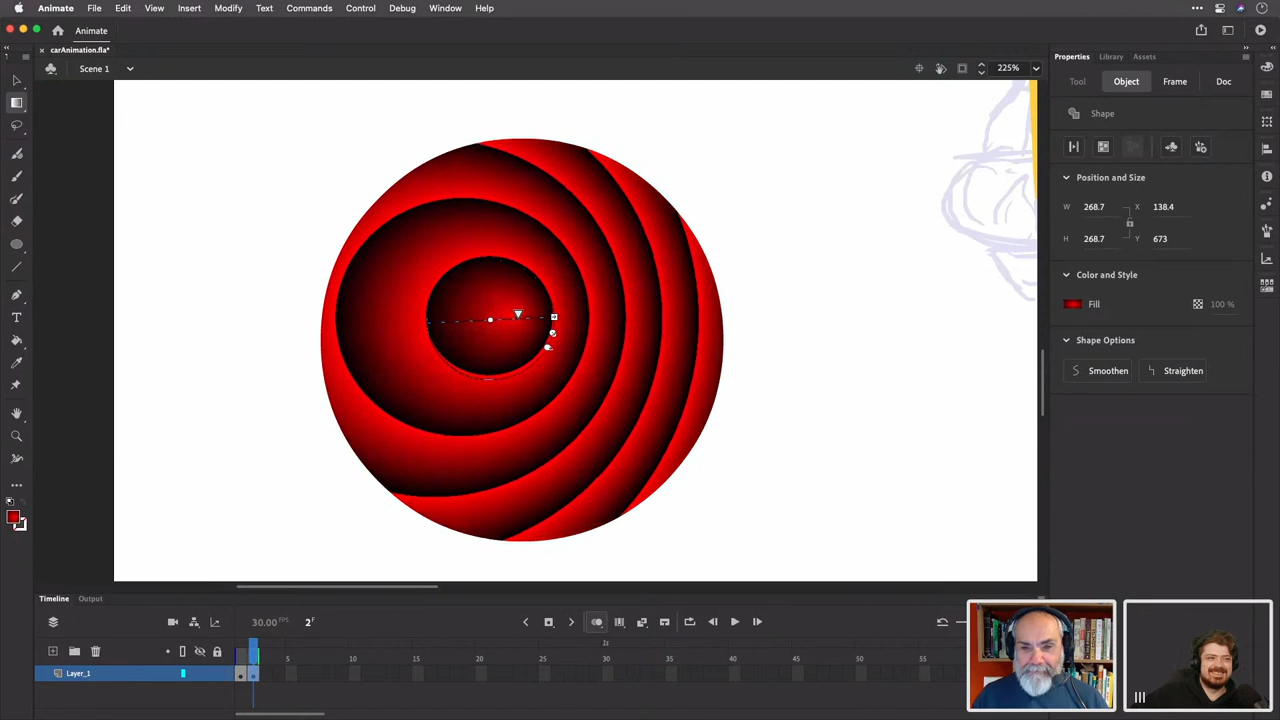 Animate File Edit View Insert Modify Text Commands Control Debug Window Help
Animate
carAnimation.fla*
Scene 1
225%
Properties Library Assets
Tool Object Frame Doc
Shape
Position and Size
W 268.7 X 138.4
H 268.7 Y 673
Color and Style
Fill 100 %
Shape Options
Smoothen Straighten
Timeline Output
30.00 FPS 2F
1s
5 10 15 20 25 30 35 40 45 50 55
Layer_1